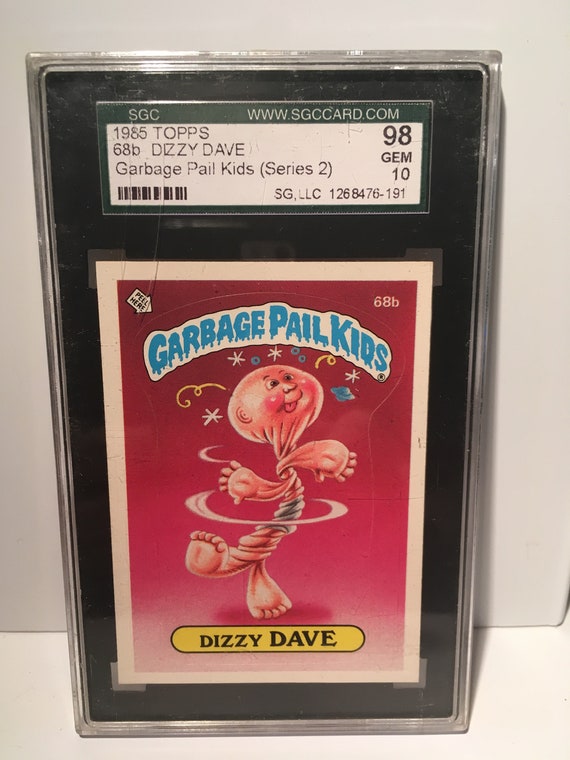 SGC WWW.SGCCARD.COM
1985 TOPPS 98
68b DIZZY DAVE GEM
Garbage Pail Kids (Series 2) 10
SG, LLC 1268476-191
PEEL HERE 68b
GARBAGE PAIL KIDS ®
DIZZY DAVE